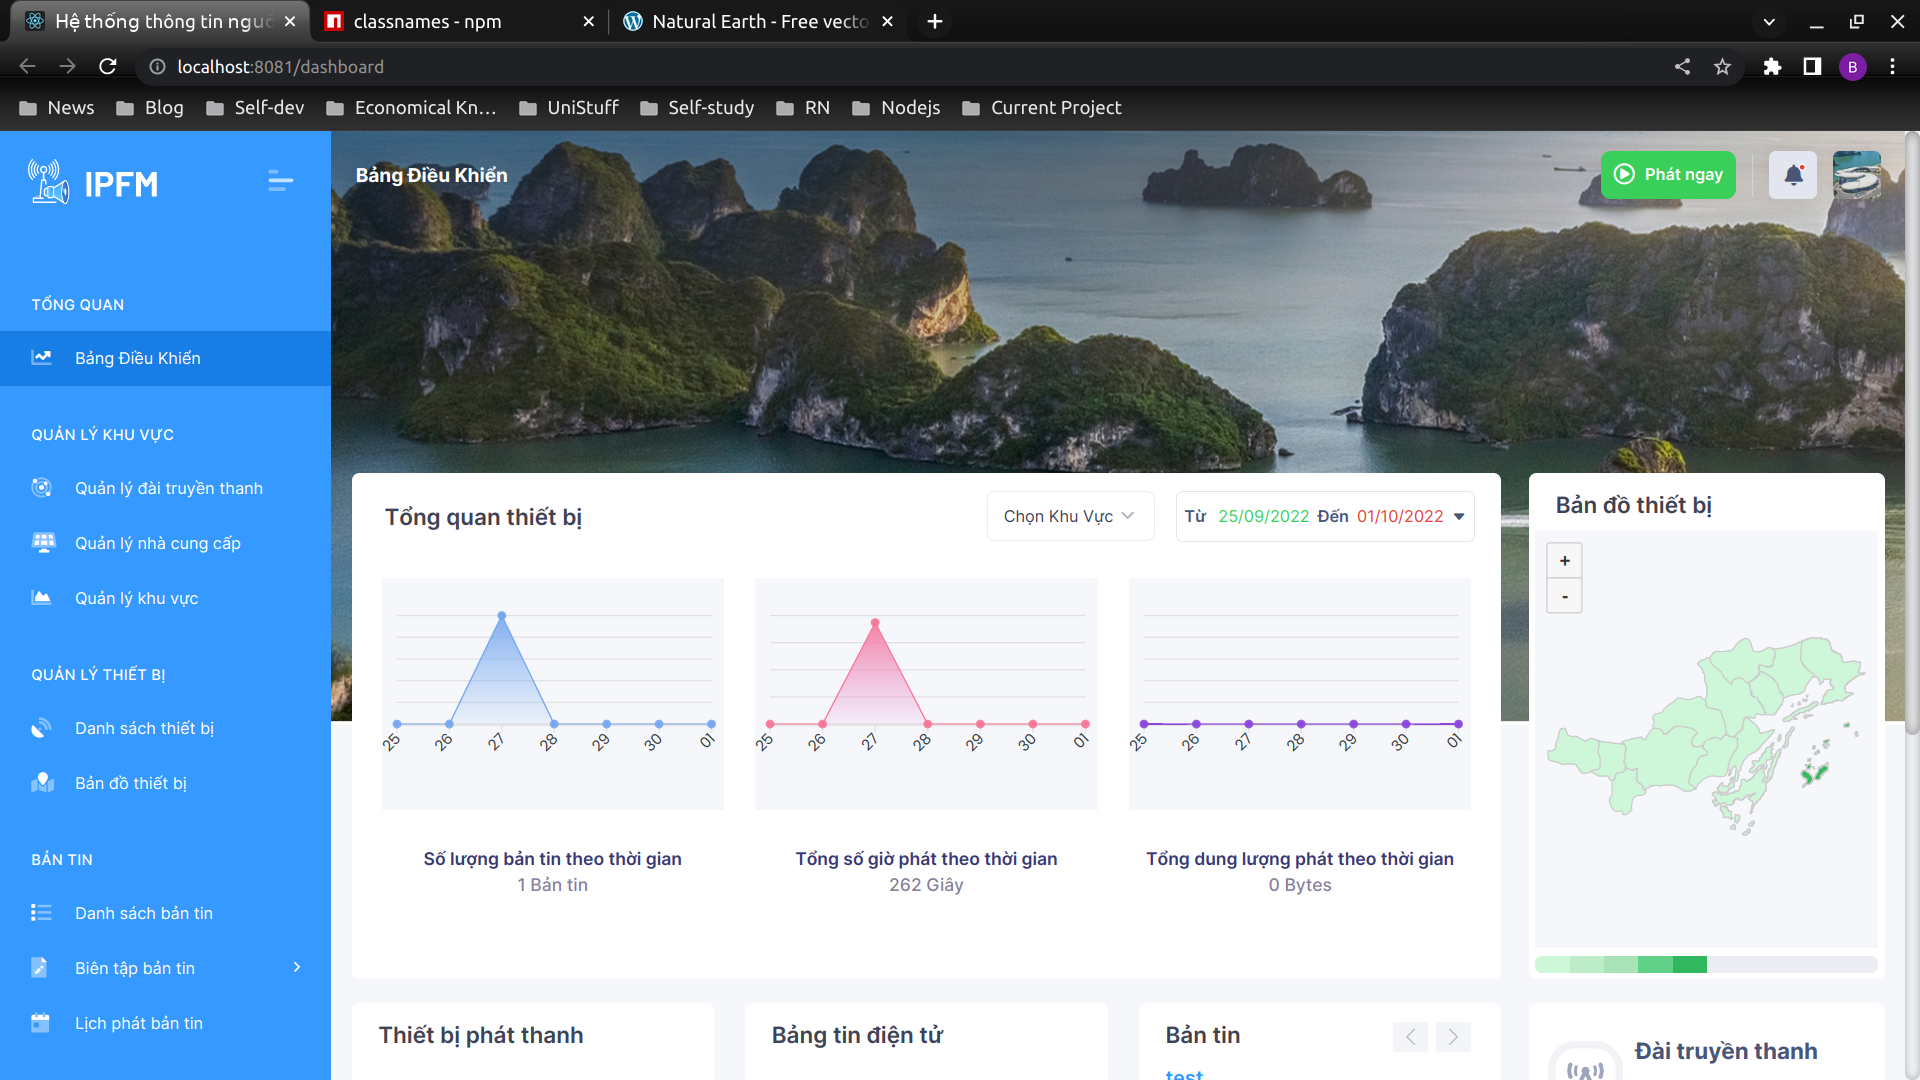 Hệ thống thông tin nguồ
classnames - npm
Natural Earth - Free vecto
localhost:8081/dashboard
B
News
Blog
Self-dev
Economical Kn...
UniStuff
Self-study
RN
Nodejs
Current Project
IPFM
Bảng Điều Khiển
Phát ngay
TỔNG QUAN
Bảng Điều Khiển
QUẢN LÝ KHU VỰC
Quản lý đài truyền thanh
Quản lý nhà cung cấp
Quản lý khu vực
QUẢN LÝ THIẾT BỊ
Danh sách thiết bị
Bản đồ thiết bị
BẢN TIN
Danh sách bản tin
Biên tập bản tin
Lịch phát bản tin
Tổng quan thiết bị
Chọn Khu Vực
Từ 25/09/2022 Đến 01/10/2022
25 26 27 28 29 30 01
25 26 27 28 29 30 01
25 26 27 28 29 30 01
Số lượng bản tin theo thời gian
1 Bản tin
Tổng số giờ phát theo thời gian
262 Giây
Tổng dung lượng phát theo thời gian
0 Bytes
Bản đồ thiết bị
+
-
Thiết bị phát thanh
Bảng tin điện tử
Bản tin
test
Đài truyền thanh